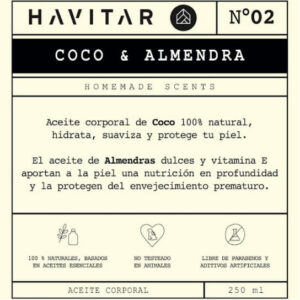 HAVITAR
Nº02
COCO & ALMENDRA
HOMEMADE SCENTS
Aceite corporal de Coco 100% natural,
hidrata, suaviza y protege tu piel.
El aceite de Almendras dulces y vitamina E
aportan a la piel una nutrición en profundidad
y la protegen del envejecimiento prematuro.
100 % NATURALES, BASADOS
EN ACEITES ESENCIALES
NO TESTEADO
EN ANIMALES
LIBRE DE PARABENOS Y
ADITIVOS ARTIFICIALES
ACEITE CORPORAL
250 ml